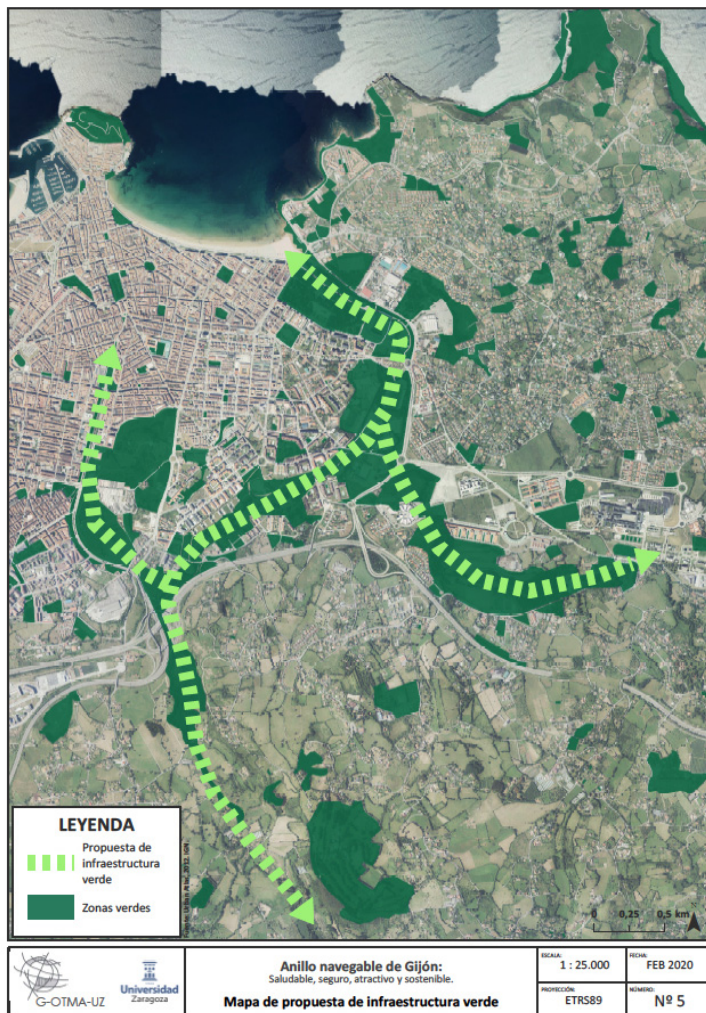 LEYENDA
Propuesta de
infraestructura
verde
Zonas verdes
0 0,25 0,5 km
G-OTMA-UZ
Universidad
Zaragoza
Anillo navegable de Gijón:
Saludable, seguro, atractivo y sostenible.
Mapa de propuesta de infraestructura verde
ESCALA:
1 : 25.000
FECHA:
FEB 2020
PROYECCIÓN:
ETRS89
NÚMERO:
Nº 5